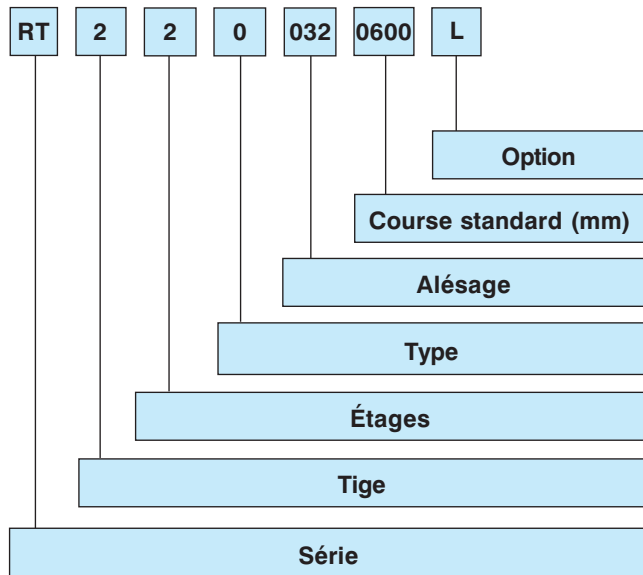 RT 2 2 0 032 0600 L
Option
Course standard (mm)
Alésage
Type
Étages
Tige
Série